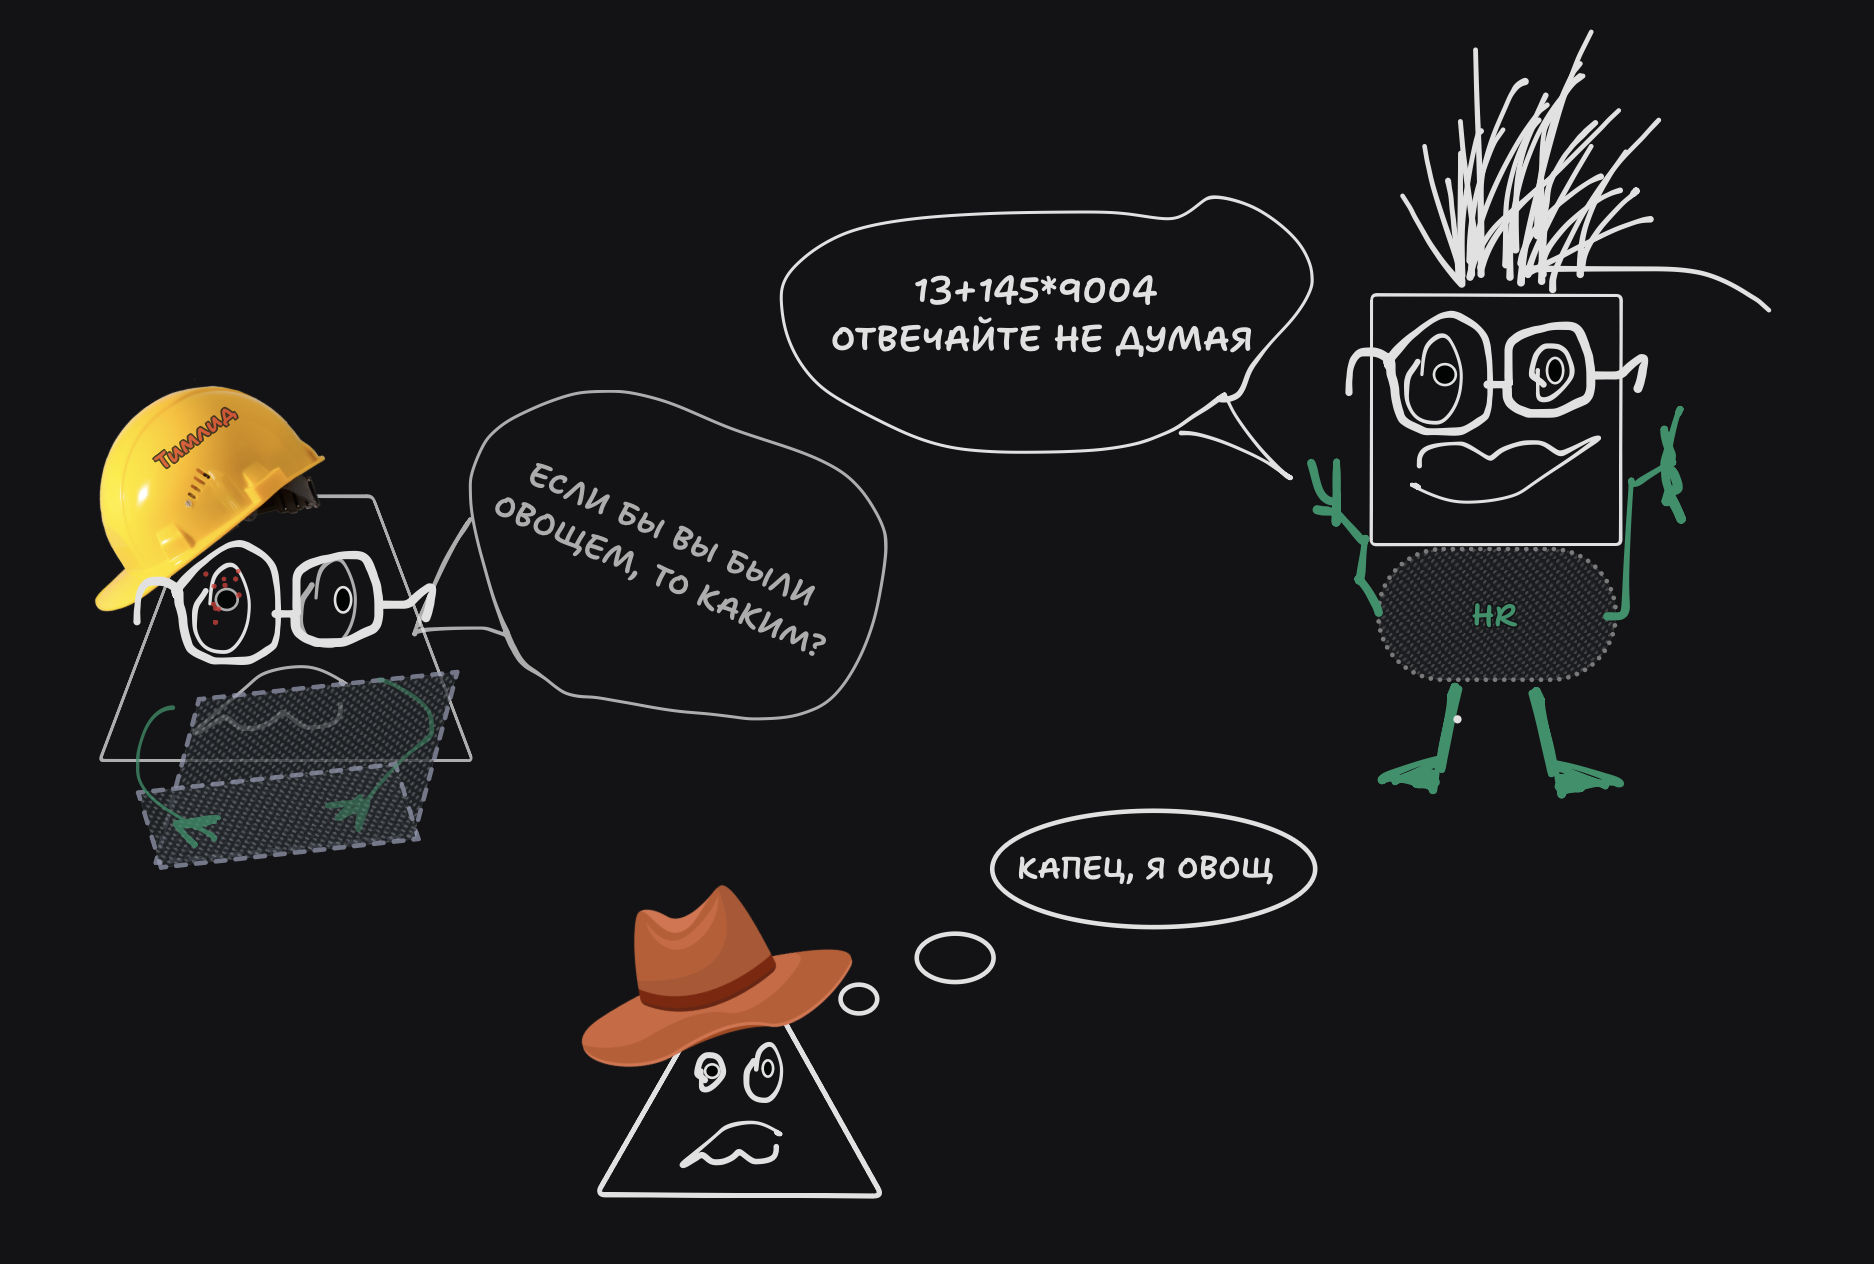 13+145*9004
ОТВЕЧАЙТЕ НЕ ДУМАЯ
Тимлид
ЕСЛИ БЫ ВЫ БЫЛИ
ОВОЩЕМ, ТО КАКИМ?
HR
КАПЕЦ, Я ОВОЩ